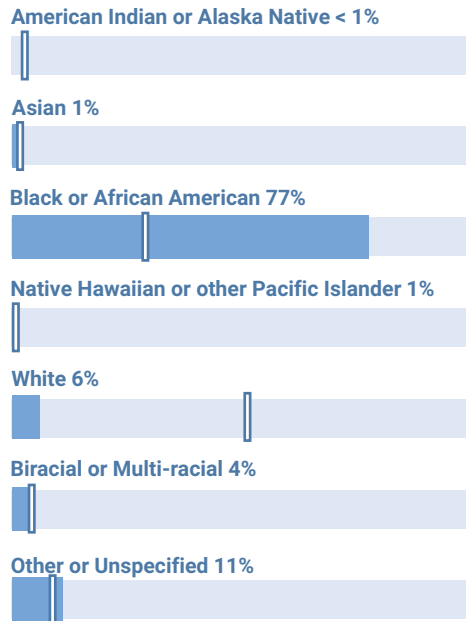 American Indian or Alaska Native < 1%
Asian 1%
Black or African American 77%
Native Hawaiian or other Pacific Islander 1%
White 6%
Biracial or Multi-racial 4%
Other or Unspecified 11%